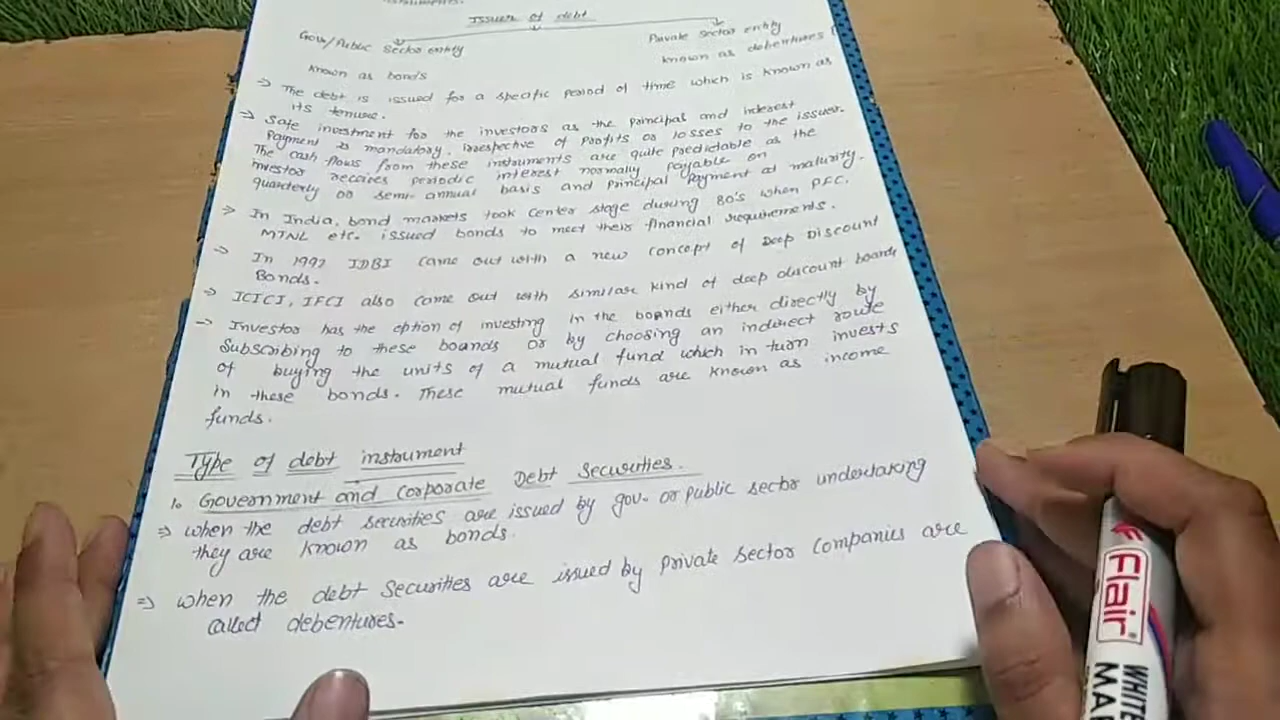 Issuer of debt
Gov/Public Sector entity
Private Sector entity
known as bonds
known as debentures
→ The debt is issued for a specific period of time which is known as
its tenure.
→ Safe investment for the investors as the principal and interest
Payment is mandatory, irrespective of profits or losses to the issuer.
The cash flows from these instruments are quite predictable as the
investor receives periodic interest normally payable on
quarterly or semi-annual basis and principal payment at maturity.
→ In India, bond markets took center stage during 80's when PFC,
MTNL etc. issued bonds to meet their financial requirements.
→ In 1992 IDBI came out with a new concept of Deep Discount
Bonds.
→ ICICI, IFCI also came out with similar kind of deep discount boands
→ Investor has the option of investing in the boands either directly by
Subscribing to these boands or by choosing an indirect route
of buying the units of a mutual fund which in turn invests
in these bonds. These mutual funds are known as income
funds.
Type of debt instrument
1. Government and Corporate Debt Securities.
⇒ when the debt securities are issued by gov. or public sector undertaking
they are known as bonds.
⇒ when the debt Securities are issued by private sector companies are
called debentures.
Flair
WHITE
MA